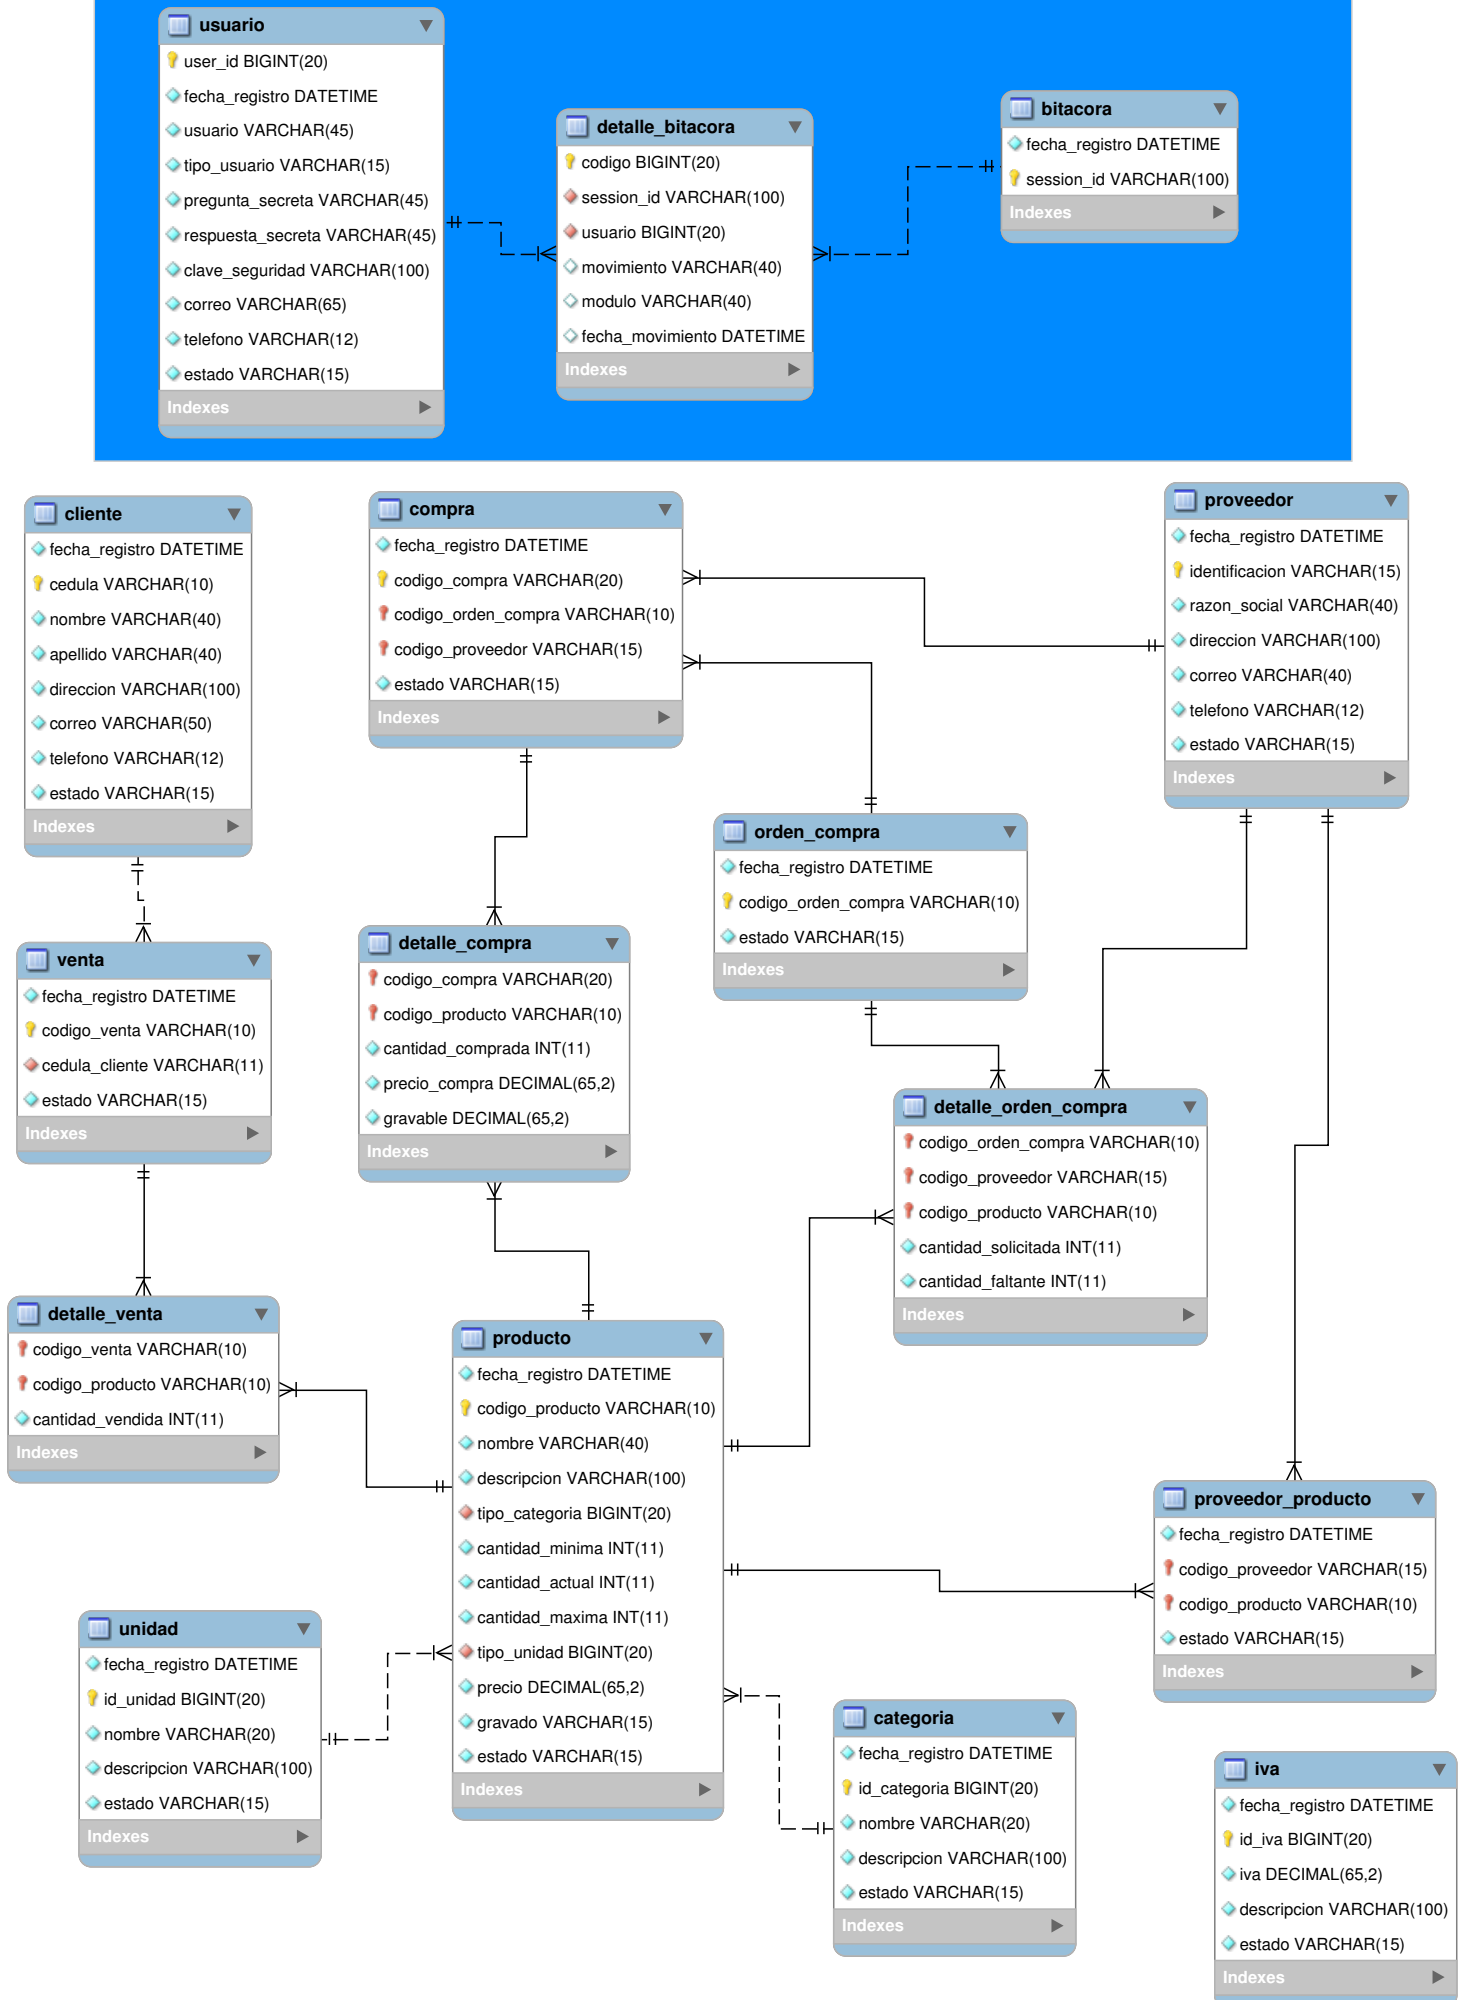 usuario
user_id BIGINT(20)
fecha_registro DATETIME
usuario VARCHAR(45)
tipo_usuario VARCHAR(15)
pregunta_secreta VARCHAR(45)
respuesta_secreta VARCHAR(45)
clave_seguridad VARCHAR(100)
correo VARCHAR(65)
telefono VARCHAR(12)
estado VARCHAR(15)
Indexes
detalle_bitacora
codigo BIGINT(20)
session_id VARCHAR(100)
usuario BIGINT(20)
movimiento VARCHAR(40)
modulo VARCHAR(40)
fecha_movimiento DATETIME
Indexes
bitacora
fecha_registro DATETIME
session_id VARCHAR(100)
Indexes
cliente
fecha_registro DATETIME
cedula VARCHAR(10)
nombre VARCHAR(40)
apellido VARCHAR(40)
direccion VARCHAR(100)
correo VARCHAR(50)
telefono VARCHAR(12)
estado VARCHAR(15)
Indexes
compra
fecha_registro DATETIME
codigo_compra VARCHAR(20)
codigo_orden_compra VARCHAR(10)
codigo_proveedor VARCHAR(15)
estado VARCHAR(15)
Indexes
proveedor
fecha_registro DATETIME
identificacion VARCHAR(15)
razon_social VARCHAR(40)
direccion VARCHAR(100)
correo VARCHAR(40)
telefono VARCHAR(12)
estado VARCHAR(15)
Indexes
orden_compra
fecha_registro DATETIME
codigo_orden_compra VARCHAR(10)
estado VARCHAR(15)
Indexes
venta
fecha_registro DATETIME
codigo_venta VARCHAR(10)
cedula_cliente VARCHAR(11)
estado VARCHAR(15)
Indexes
detalle_compra
codigo_compra VARCHAR(20)
codigo_producto VARCHAR(10)
cantidad_comprada INT(11)
precio_compra DECIMAL(65,2)
gravable DECIMAL(65,2)
Indexes
detalle_orden_compra
codigo_orden_compra VARCHAR(10)
codigo_proveedor VARCHAR(15)
codigo_producto VARCHAR(10)
cantidad_solicitada INT(11)
cantidad_faltante INT(11)
Indexes
detalle_venta
codigo_venta VARCHAR(10)
codigo_producto VARCHAR(10)
cantidad_vendida INT(11)
Indexes
producto
fecha_registro DATETIME
codigo_producto VARCHAR(10)
nombre VARCHAR(40)
descripcion VARCHAR(100)
tipo_categoria BIGINT(20)
cantidad_minima INT(11)
cantidad_actual INT(11)
cantidad_maxima INT(11)
tipo_unidad BIGINT(20)
precio DECIMAL(65,2)
gravado VARCHAR(15)
estado VARCHAR(15)
Indexes
proveedor_producto
fecha_registro DATETIME
codigo_proveedor VARCHAR(15)
codigo_producto VARCHAR(10)
estado VARCHAR(15)
Indexes
unidad
fecha_registro DATETIME
id_unidad BIGINT(20)
nombre VARCHAR(20)
descripcion VARCHAR(100)
estado VARCHAR(15)
Indexes
categoria
fecha_registro DATETIME
id_categoria BIGINT(20)
nombre VARCHAR(20)
descripcion VARCHAR(100)
estado VARCHAR(15)
Indexes
iva
fecha_registro DATETIME
id_iva BIGINT(20)
iva DECIMAL(65,2)
descripcion VARCHAR(100)
estado VARCHAR(15)
Indexes